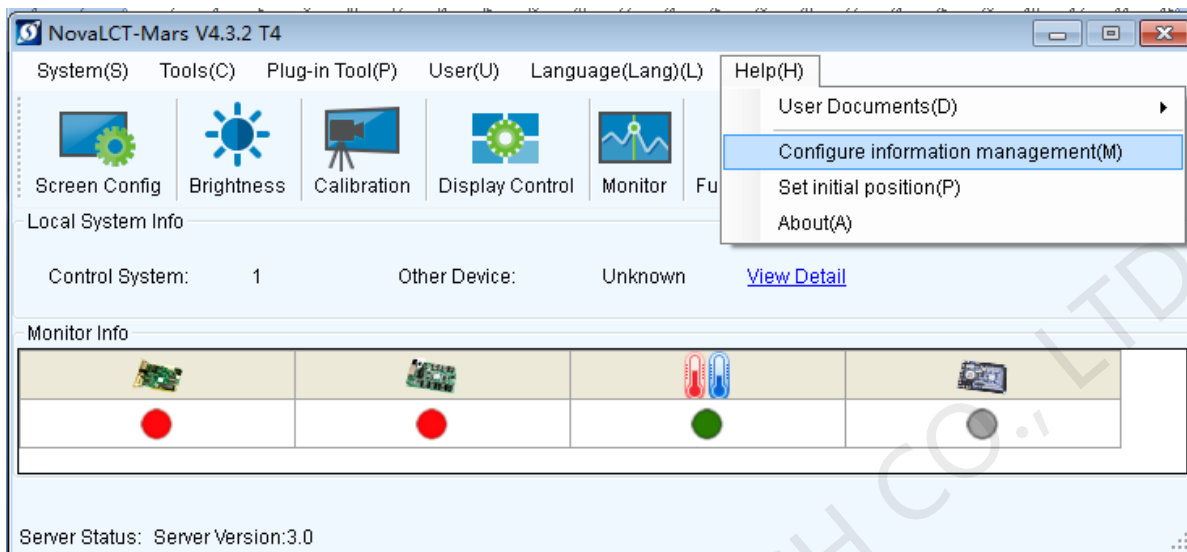 NovaLCT-Mars V4.3.2 T4
System(S) Tools(C) Plug-in Tool(P) User(U) Language(Lang)(L) Help(H)
User Documents(D)
Configure information management(M)
Set initial position(P)
About(A)
Screen Config Brightness Calibration Display Control Monitor Fu
Local System Info
Control System: 1 Other Device: Unknown View Detail
Monitor Info
Server Status: Server Version:3.0
H CO., LTD